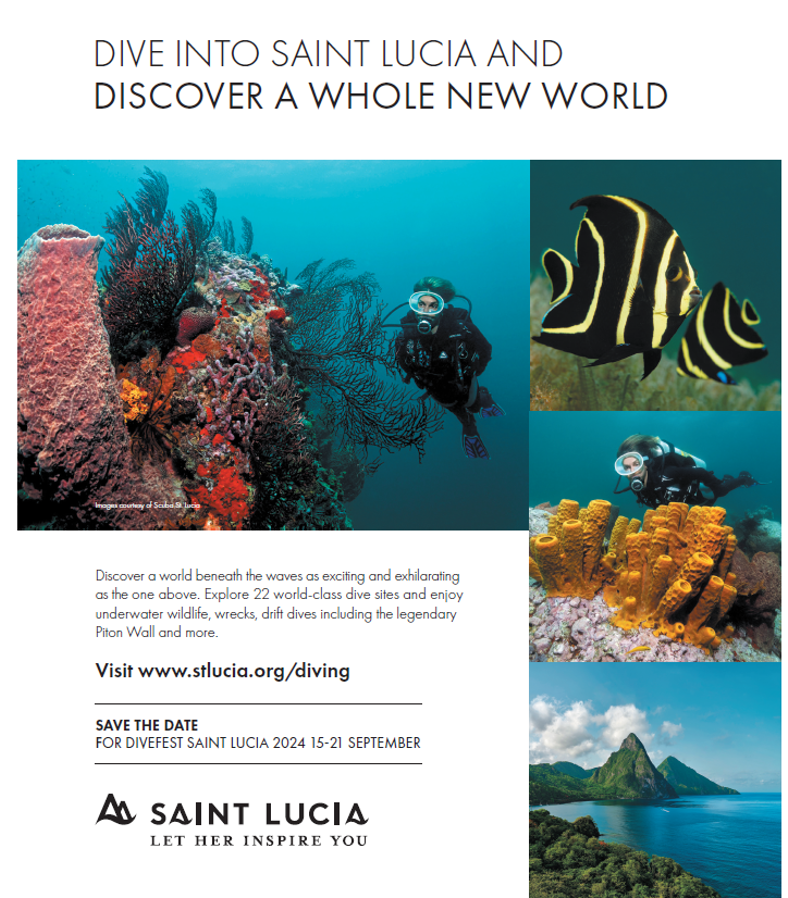 DIVE INTO SAINT LUCIA AND
DISCOVER A WHOLE NEW WORLD
Images courtesy of Scuba St. Lucia
Discover a world beneath the waves as exciting and exhilarating
as the one above. Explore 22 world-class dive sites and enjoy
underwater wildlife, wrecks, drift dives including the legendary
Piton Wall and more.
Visit www.stlucia.org/diving
SAVE THE DATE
FOR DIVEFEST SAINT LUCIA 2024 15-21 SEPTEMBER
SAINT LUCIA
LET HER INSPIRE YOU